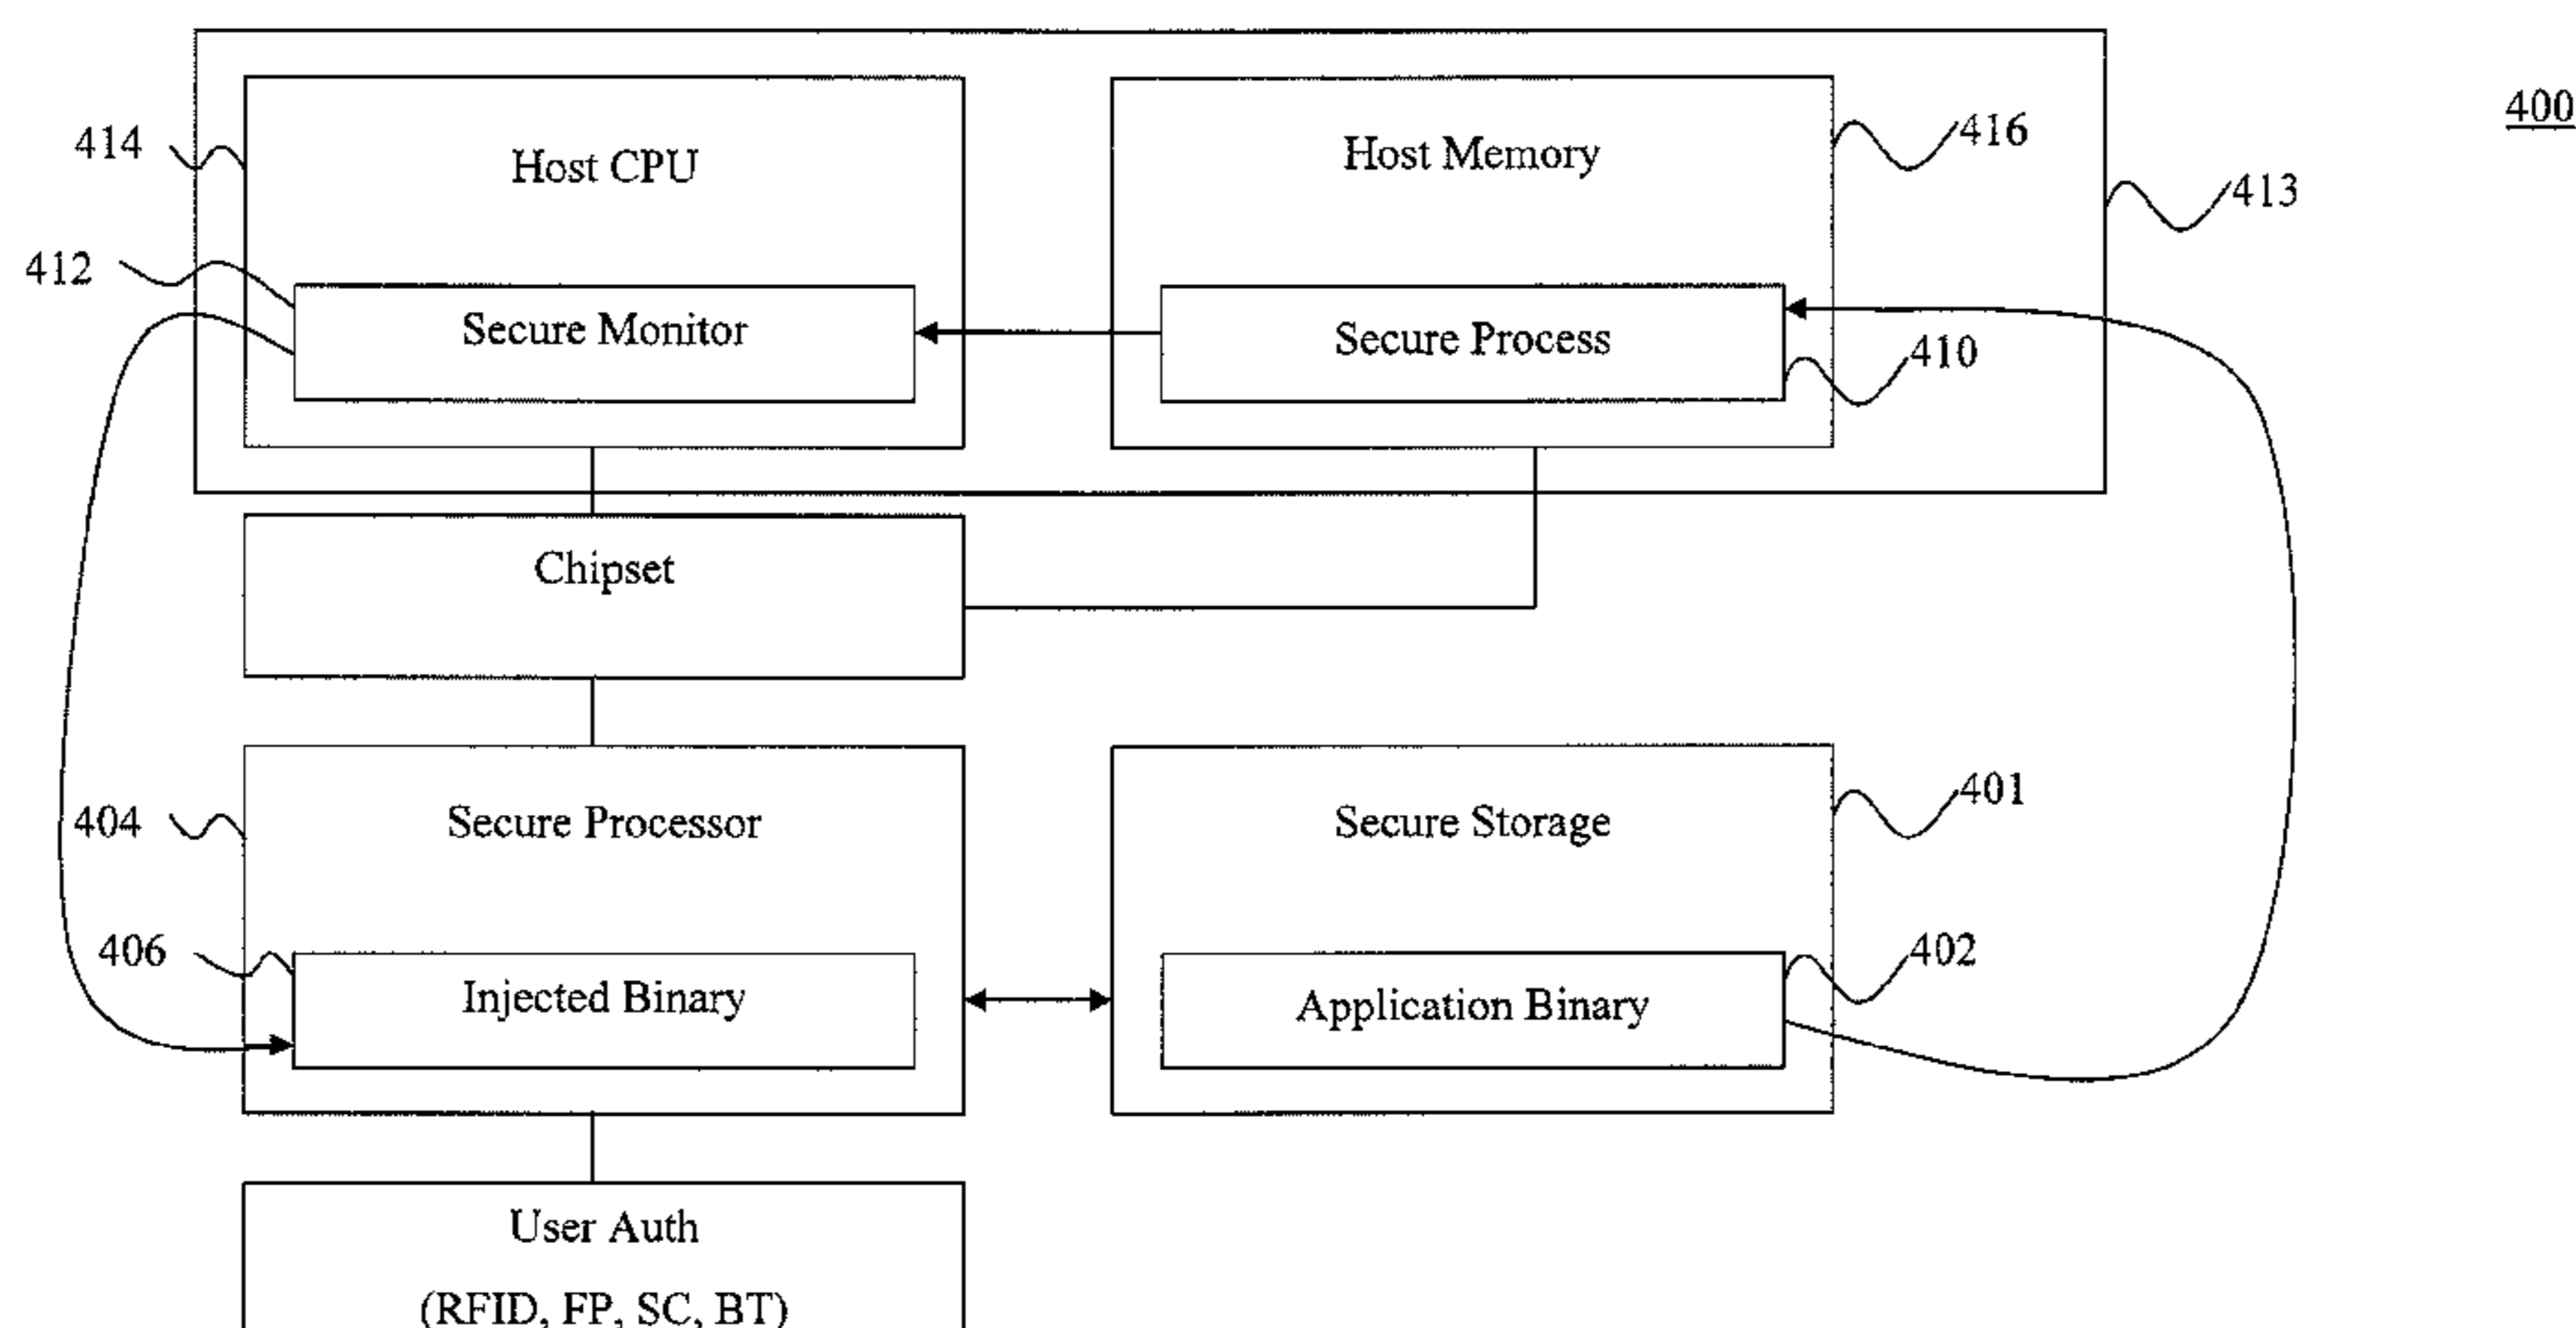 400
414
Host CPU
Host Memory
416
413
412
Secure Monitor
Secure Process
410
Chipset
404
Secure Processor
Secure Storage
401
406
Injected Binary
Application Binary
402
User Auth
(RFID, FP, SC, BT)